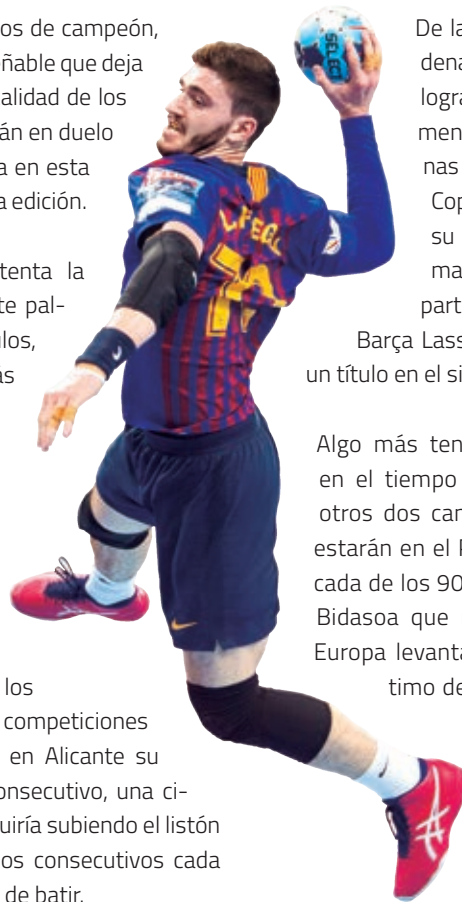 os de campeón,
eñable que deja
alidad de los
án en duelo
a en esta
a edición.
tenta la
te pal-
los,
as
los
competiciones
en Alicante su
onsecutivo, una ci-
uiría subiendo el listón
os consecutivos cada
de batir.
De la
dena
logra
men
nas
Cop
su
ma
part
Barça Lass
un título en el si
Algo más ten
en el tiempo
otros dos can
estarán en el P
cada de los 90
Bidasoa que
Europa levanta
timo de
SELECT